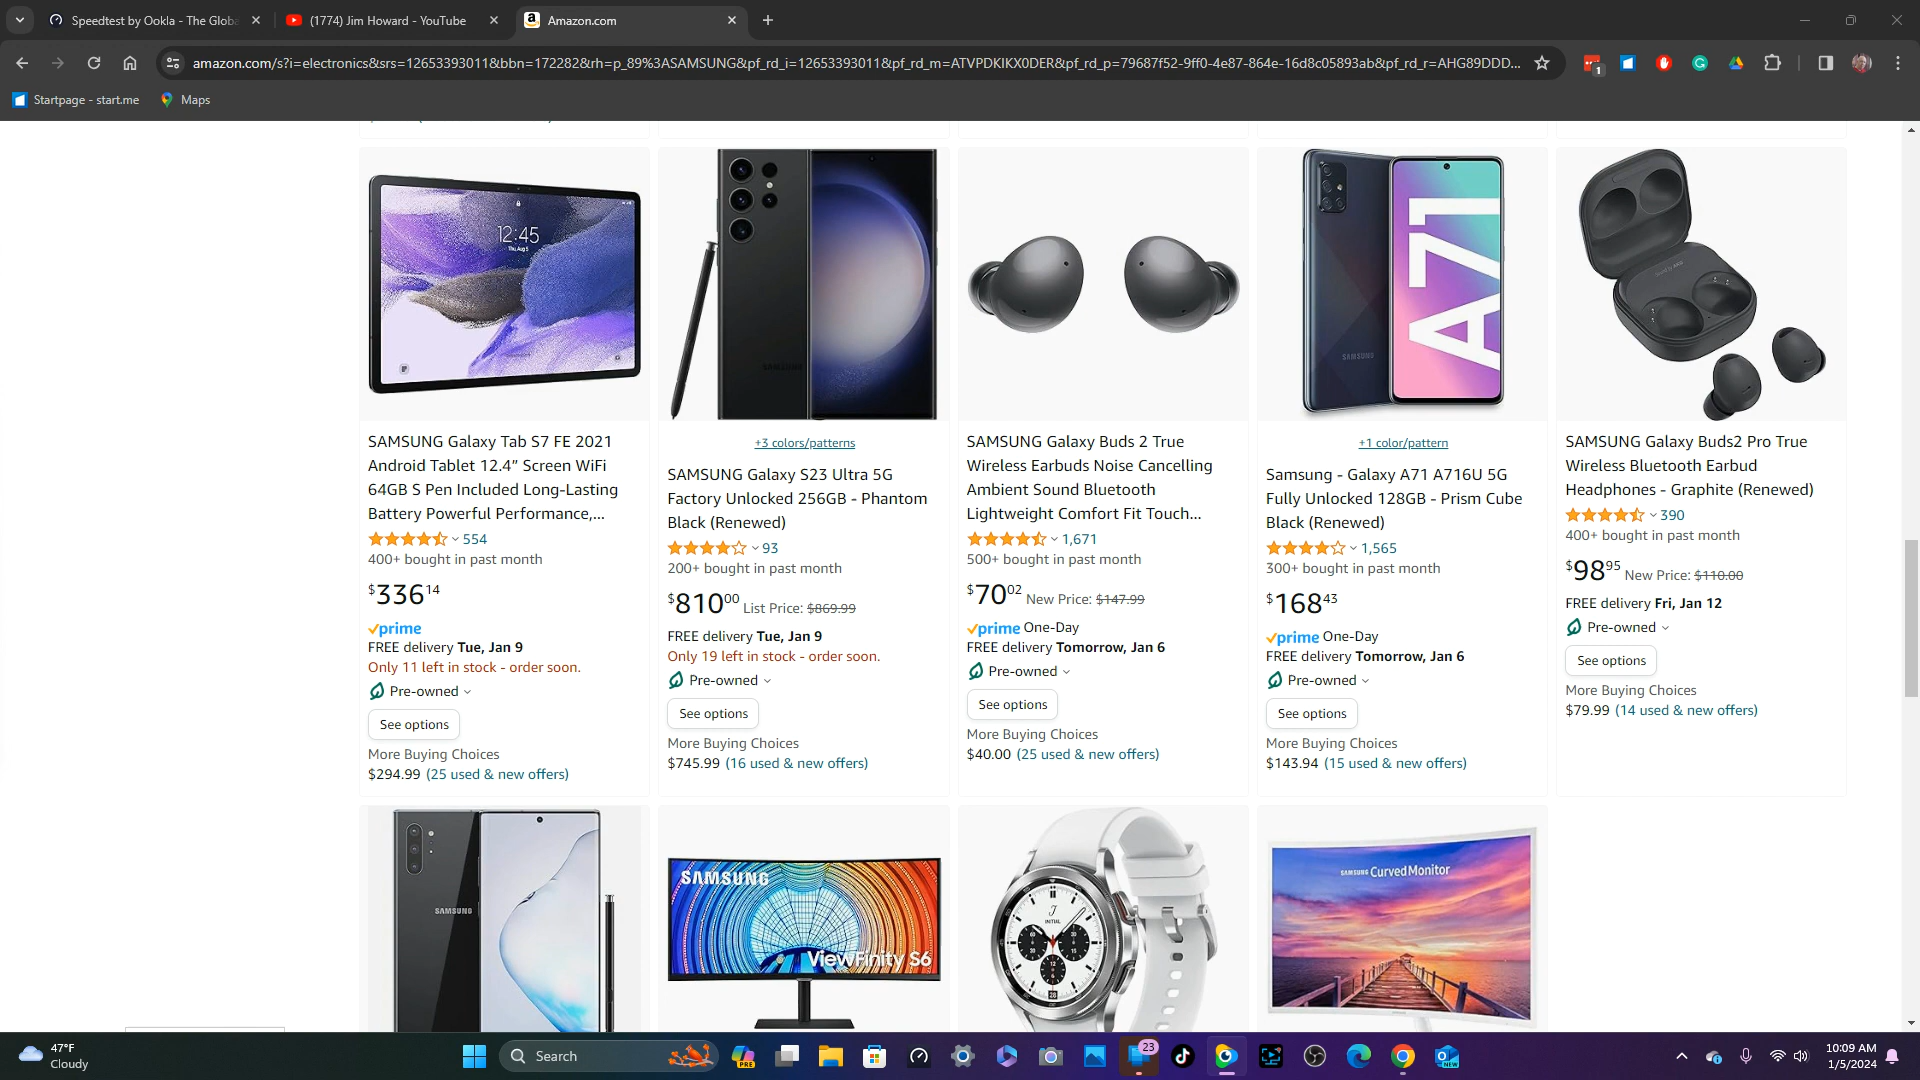 Speedtest by Ookla - The Globa
(1774) Jim Howard - YouTube
Amazon.com
amazon.com/s?i=electronics&srs=12653393011&bbn=172282&rh=p_89%3ASAMSUNG&pf_rd_i=12653393011&pf_rd_m=ATVPDKIKX0DER&pf_rd_p=79687f52-9ff0-4e87-864e-16d8c05893ab&pf_rd_r=AHG89DDD...
1
Startpage - start.me
Maps
12:45
Thu, Aug 5
SAMSUNG
A71
SAMSUNG
SAMSUNG Galaxy Tab S7 FE 2021
Android Tablet 12.4” Screen WiFi
64GB S Pen Included Long-Lasting
Battery Powerful Performance,...
554
400+ bought in past month
$336 14
prime
FREE delivery Tue, Jan 9
Only 11 left in stock - order soon.
Pre-owned
See options
More Buying Choices
$294.99 (25 used & new offers)
+3 colors/patterns
SAMSUNG Galaxy S23 Ultra 5G
Factory Unlocked 256GB - Phantom
Black (Renewed)
93
200+ bought in past month
$810 00 List Price: $869.99
FREE delivery Tue, Jan 9
Only 19 left in stock - order soon.
Pre-owned
See options
More Buying Choices
$745.99 (16 used & new offers)
SAMSUNG Galaxy Buds 2 True
Wireless Earbuds Noise Cancelling
Ambient Sound Bluetooth
Lightweight Comfort Fit Touch...
1,671
500+ bought in past month
$70 02 New Price: $147.99
prime One-Day
FREE delivery Tomorrow, Jan 6
Pre-owned
See options
More Buying Choices
$40.00 (25 used & new offers)
+1 color/pattern
Samsung - Galaxy A71 A716U 5G
Fully Unlocked 128GB - Prism Cube
Black (Renewed)
1,565
300+ bought in past month
$168 43
prime One-Day
FREE delivery Tomorrow, Jan 6
Pre-owned
See options
More Buying Choices
$143.94 (15 used & new offers)
SAMSUNG Galaxy Buds2 Pro True
Wireless Bluetooth Earbud
Headphones - Graphite (Renewed)
390
400+ bought in past month
$98 95 New Price: $110.00
FREE delivery Fri, Jan 12
Pre-owned
See options
More Buying Choices
$79.99 (14 used & new offers)
SAMSUNG
SAMSUNG
ViewFinity S6
INITIAL
12
SAMSUNG Curved Monitor
47°F
Cloudy
Search
PRE
23
NEW
10:09 AM
1/5/2024